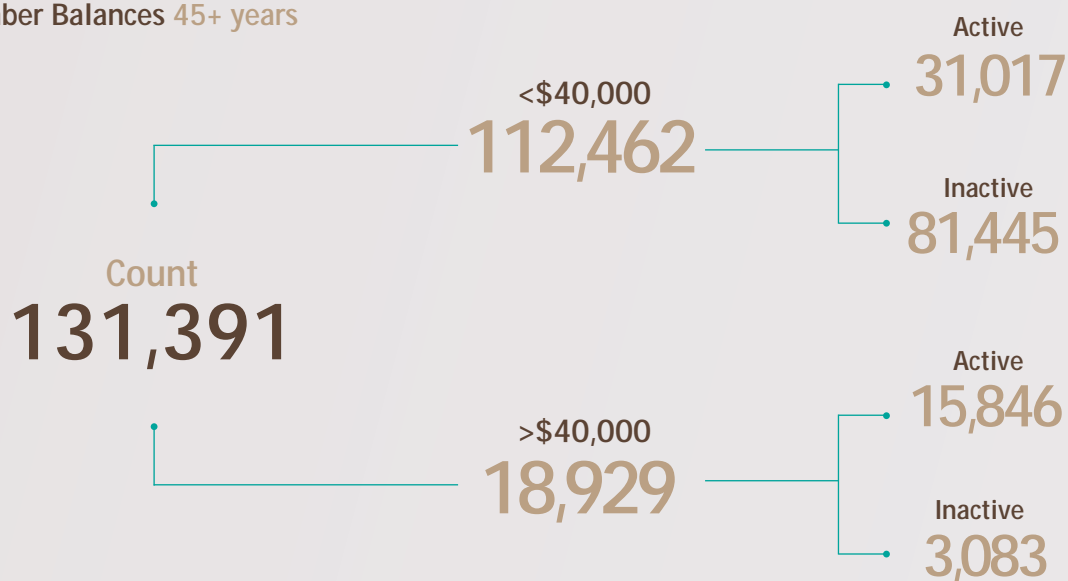 Balances 45+ years
<$40,000
112,462
Active
31,017
Inactive
81,445
Count
131,391
>$40,000
18,929
Active
15,846
Inactive
3,083